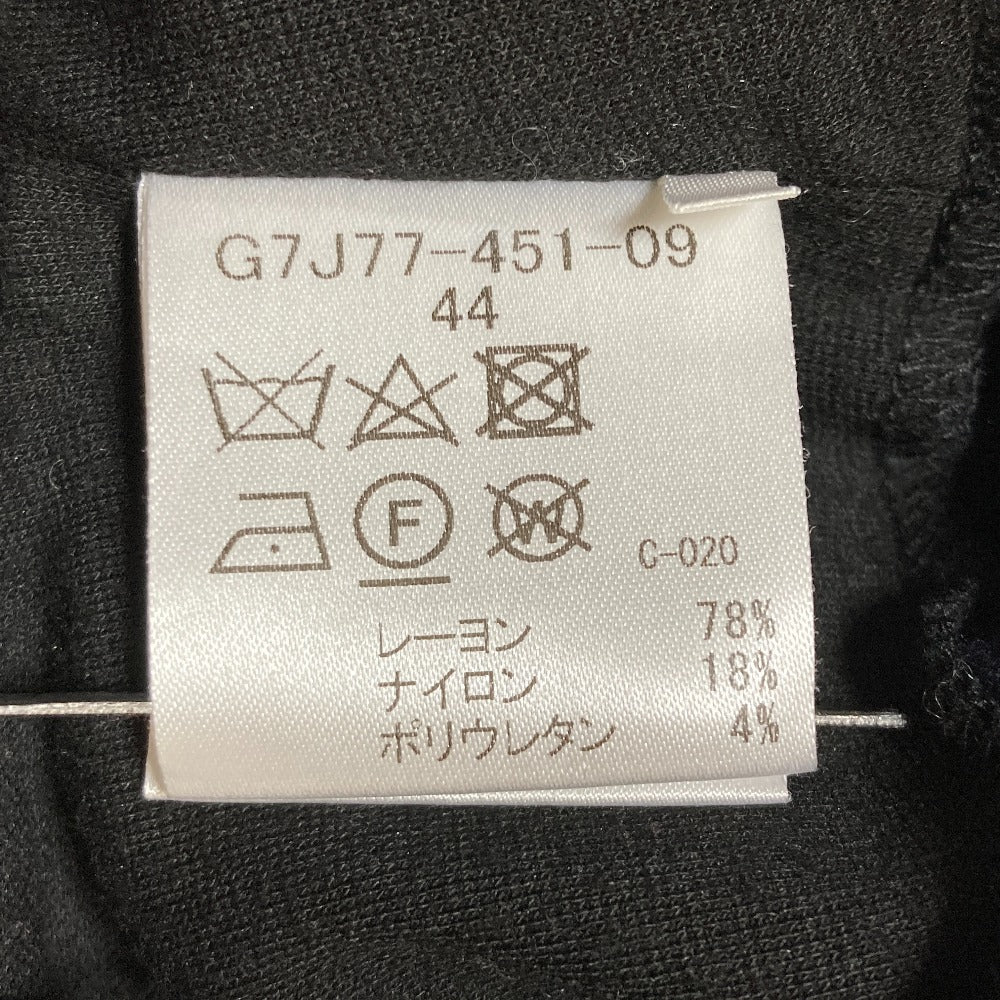 G7J77-451-09
44
F W C-020
レーヨン 78%
ナイロン 18%
ポリウレタン 4%